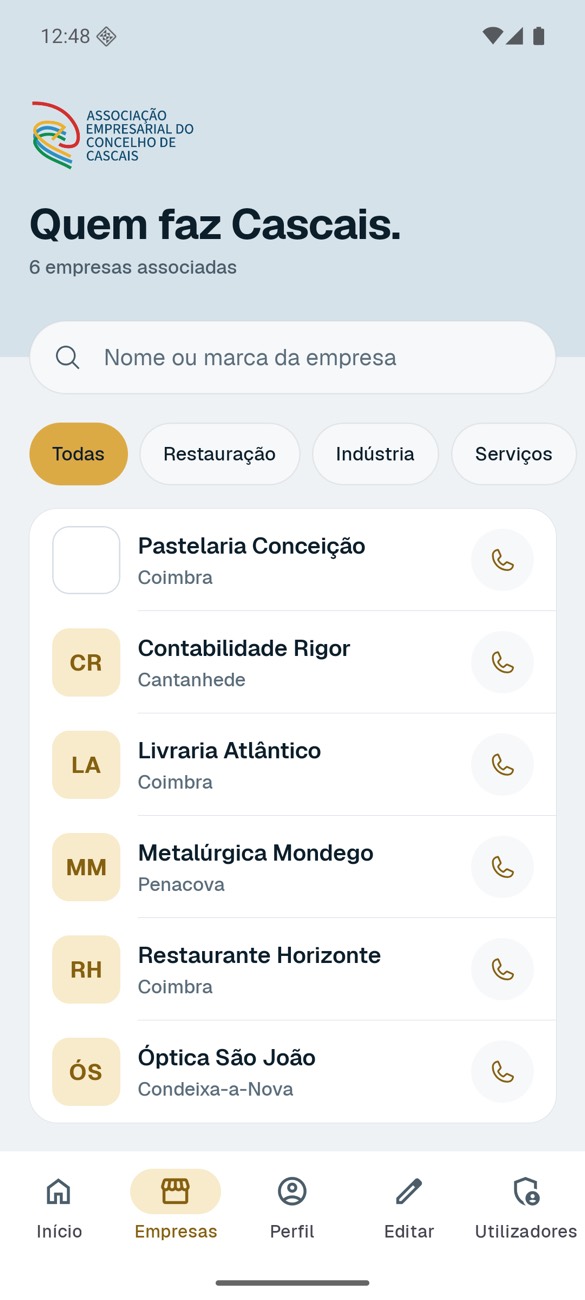 12:48
ASSOCIAÇÃO
EMPRESARIAL DO
CONCELHO DE
CASCAIS
Quem faz Cascais.
6 empresas associadas
Nome ou marca da empresa
Todas
Restauração
Indústria
Serviços
Pastelaria Conceição
Coimbra
CR
Contabilidade Rigor
Cantanhede
LA
Livraria Atlântico
Coimbra
MM
Metalúrgica Mondego
Penacova
RH
Restaurante Horizonte
Coimbra
ÓS
Óptica São João
Condeixa-a-Nova
Início
Empresas
Perfil
Editar
Utilizadores